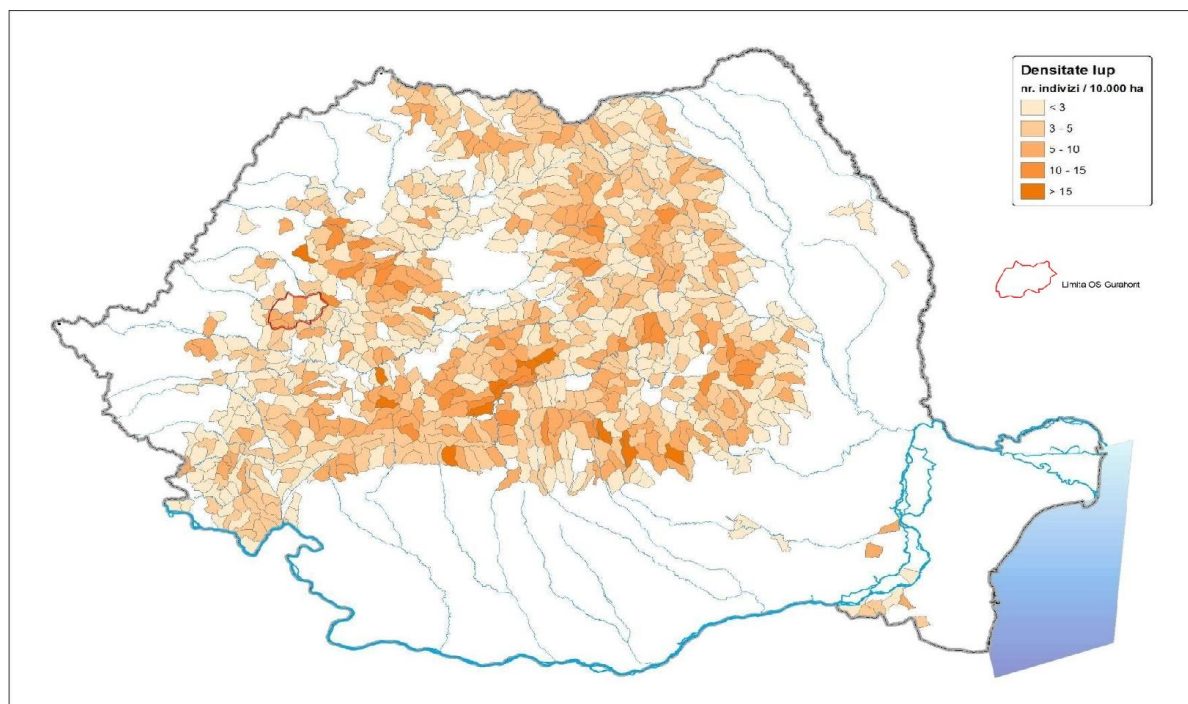 Densitate lup
nr. indivizi / 10.000 ha
< 3
3 - 5
5 - 10
10 - 15
> 15
Limita OS Gurahont